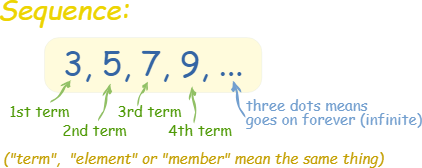 Sequence:
3, 5, 7, 9, ...
1st term
2nd term
3rd term
4th term
three dots means
goes on forever (infinite)
("term", "element" or "member" mean the same thing)